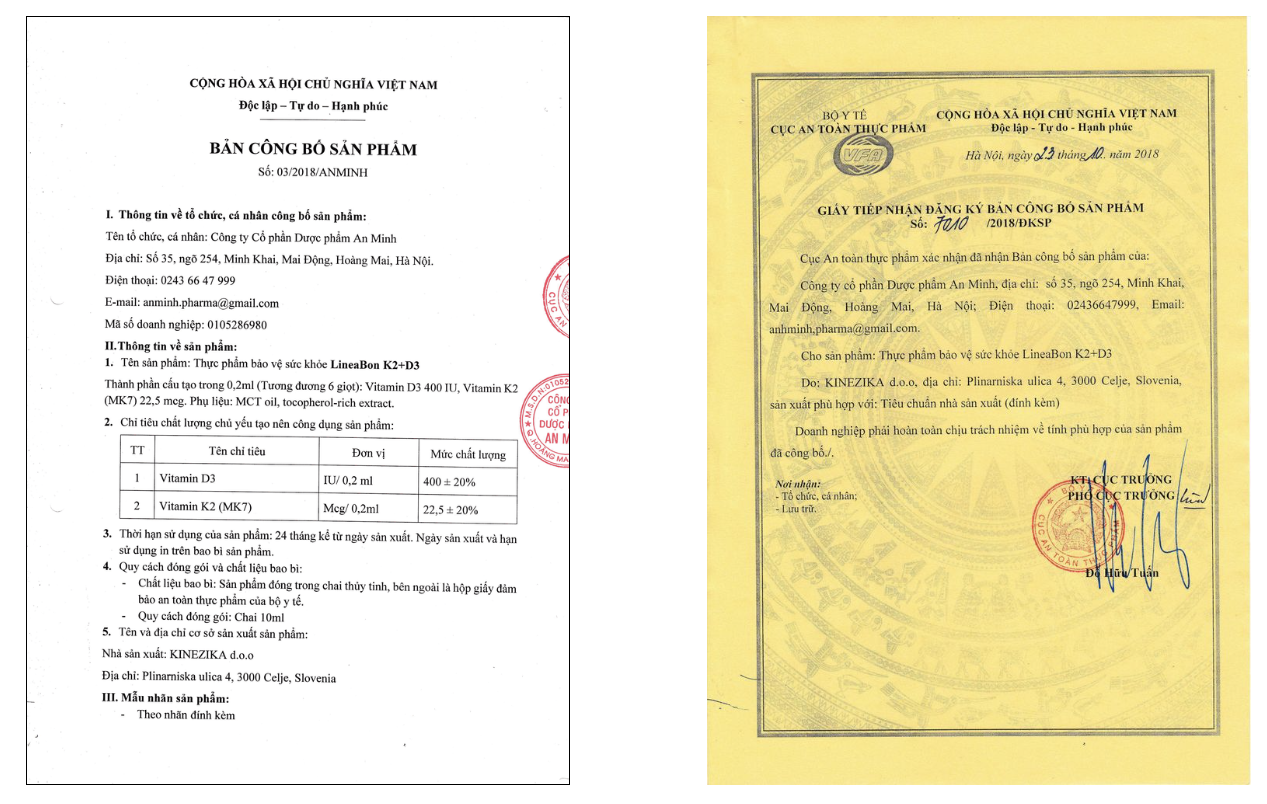 CỘNG HÒA XÃ HỘI CHỦ NGHĨA VIỆT NAM
Độc lập – Tự do – Hạnh phúc
BẢN CÔNG BỐ SẢN PHẨM
Số: 03/2018/ANMINH
I. Thông tin về tổ chức, cá nhân công bố sản phẩm:
Tên tổ chức, cá nhân: Công ty Cổ phần Dược phẩm An Minh
Địa chỉ: Số 35, ngõ 254, Minh Khai, Mai Động, Hoàng Mai, Hà Nội.
Điện thoại: 0243 66 47 999
E-mail: anminh.pharma@gmail.com
Mã số doanh nghiệp: 0105286980
II.Thông tin về sản phẩm:
1. Tên sản phẩm: Thực phẩm bảo vệ sức khỏe LineaBon K2+D3
Thành phần cấu tạo trong 0,2ml (Tương đương 6 giọt): Vitamin D3 400 IU, Vitamin K2
(MK7) 22,5 mcg. Phụ liệu: MCT oil, tocopherol-rich extract.
2. Chỉ tiêu chất lượng chủ yếu tạo nên công dụng sản phẩm:
TT Tên chỉ tiêu Đơn vị Mức chất lượng
1 Vitamin D3 IU/ 0,2 ml 400 ± 20%
2 Vitamin K2 (MK7) Mcg/ 0,2ml 22,5 ± 20%
3. Thời hạn sử dụng của sản phẩm: 24 tháng kể từ ngày sản xuất. Ngày sản xuất và hạn
sử dụng in trên bao bì sản phẩm.
4. Quy cách đóng gói và chất liệu bao bì:
- Chất liệu bao bì: Sản phẩm đóng trong chai thủy tinh, bên ngoài là hộp giấy đảm
bảo an toàn thực phẩm của bộ y tế.
- Quy cách đóng gói: Chai 10ml
5. Tên và địa chỉ cơ sở sản xuất sản phẩm:
Nhà sản xuất: KINEZIKA d.o.o
Địa chỉ: Plinarniska ulica 4, 3000 Celje, Slovenia
III. Mẫu nhãn sản phẩm:
- Theo nhãn đính kèm
CỤC AN
M.S.D.N:0105
CÔNG
CỔ P
DƯỢC
AN M
HOÀNG MAI
BỘ Y TẾ
CỤC AN TOÀN THỰC PHẨM
VFA
CỘNG HÒA XÃ HỘI CHỦ NGHĨA VIỆT NAM
Độc lập - Tự do - Hạnh phúc
Hà Nội, ngày 23 tháng 10. năm 2018
GIẤY TIẾP NHẬN ĐĂNG KÝ BẢN CÔNG BỐ SẢN PHẨM
Số: 7010 /2018/ĐKSP
Cục An toàn thực phẩm xác nhận đã nhận Bản công bố sản phẩm của:
Công ty cổ phần Dược phẩm An Minh, địa chỉ: số 35, ngõ 254, Minh Khai,
Mai Động, Hoàng Mai, Hà Nội; Điện thoại: 02436647999, Email:
anhminh,pharma@gmail.com.
Cho sản phẩm: Thực phẩm bảo vệ sức khỏe LineaBon K2+D3
Do: KINEZIKA d.o.o, địa chỉ: Plinarniska ulica 4, 3000 Celje, Slovenia,
sản xuất phù hợp với: Tiêu chuẩn nhà sản xuất (đính kèm)
Doanh nghiệp phải hoàn toàn chịu trách nhiệm về tính phù hợp của sản phẩm
đã công bố./.
Nơi nhận:
- Tổ chức, cá nhân;
- Lưu trữ.
KT. CỤC TRƯỞNG
PHÓ CỤC TRƯỞNG
BỘ Y TẾ
CỤC AN TOÀN THỰC PHẨM
Đỗ Hữu Tuấn